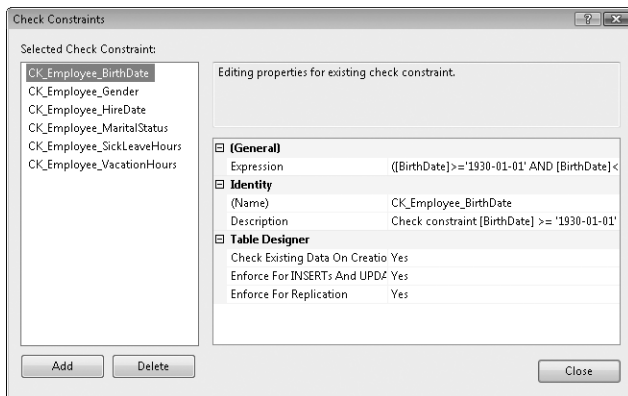 Check Constraints
Selected Check Constraint:
CK_Employee_BirthDate
CK_Employee_Gender
CK_Employee_HireDate
CK_Employee_MaritalStatus
CK_Employee_SickLeaveHours
CK_Employee_VacationHours
Add
Delete
Editing properties for existing check constraint.
(General)
Expression ([BirthDate]>='1930-01-01' AND [BirthDate]<
Identity
(Name) CK_Employee_BirthDate
Description Check constraint [BirthDate] >= '1930-01-01'
Table Designer
Check Existing Data On Creatio Yes
Enforce For INSERTs And UPDA Yes
Enforce For Replication Yes
Close